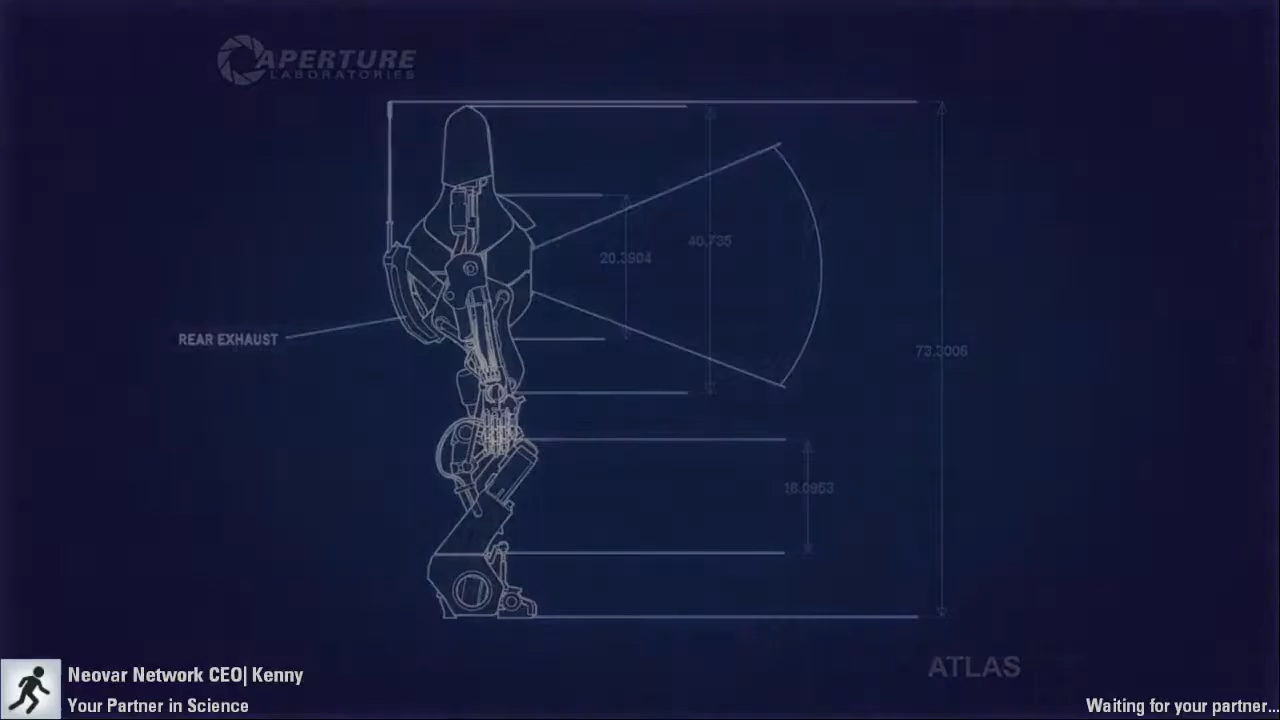 APERTURE
LABORATORIES
40.735
20.3904
REAR EXHAUST
73.3006
18.0953
ATLAS
Neovar Network CEO| Kenny
Your Partner in Science
Waiting for your partner...